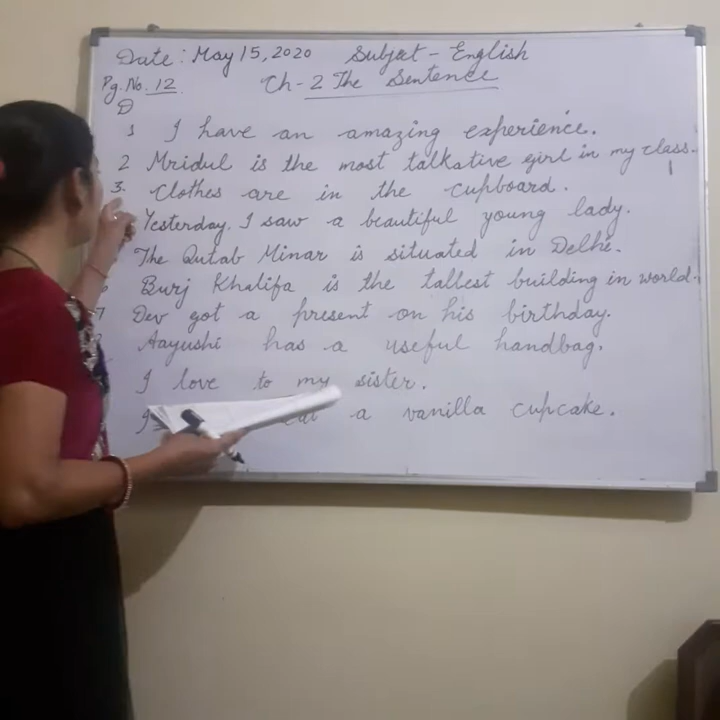 Date: May 15, 2020 Subject - English
Pg. No. 12 Ch-2 The Sentence
D
1 I have an amazing experience.
2 Mridul is the most talkative girl in my class.
3. Clothes are in the cupboard.
Yesterday. I saw a beautiful young lady.
The Qutab Minar is situated in Delhi.
6 Burj Khalifa is the tallest building in world.
7 Dev got a present on his birthday.
Aayushi has a useful handbag.
I love to my sister.
I a vanilla cupcake.